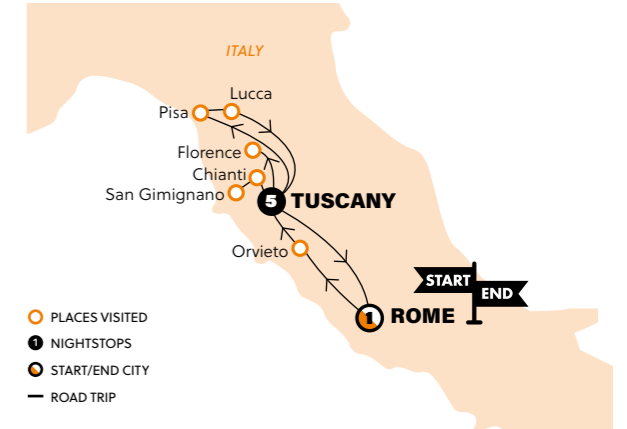 ITALY
Lucca
Pisa
Florence
Chianti
San Gimignano
5 TUSCANY
Orvieto
START
END
1 ROME
PLACES VISITED
1 NIGHTSTOPS
START/END CITY
ROAD TRIP